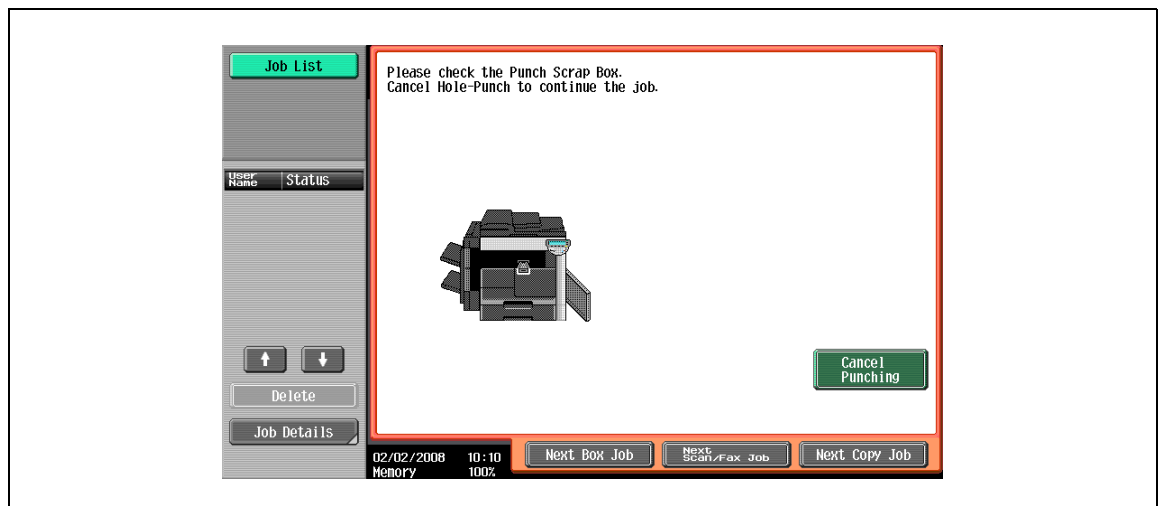 Job List
Please check the Punch Scrap Box.
Cancel Hole-Punch to continue the job.
User
Name
Status
Cancel
Punching
Delete
Job Details
02/02/2008 10:10
Memory 100%
Next Box Job
Next
Scan/Fax Job
Next Copy Job